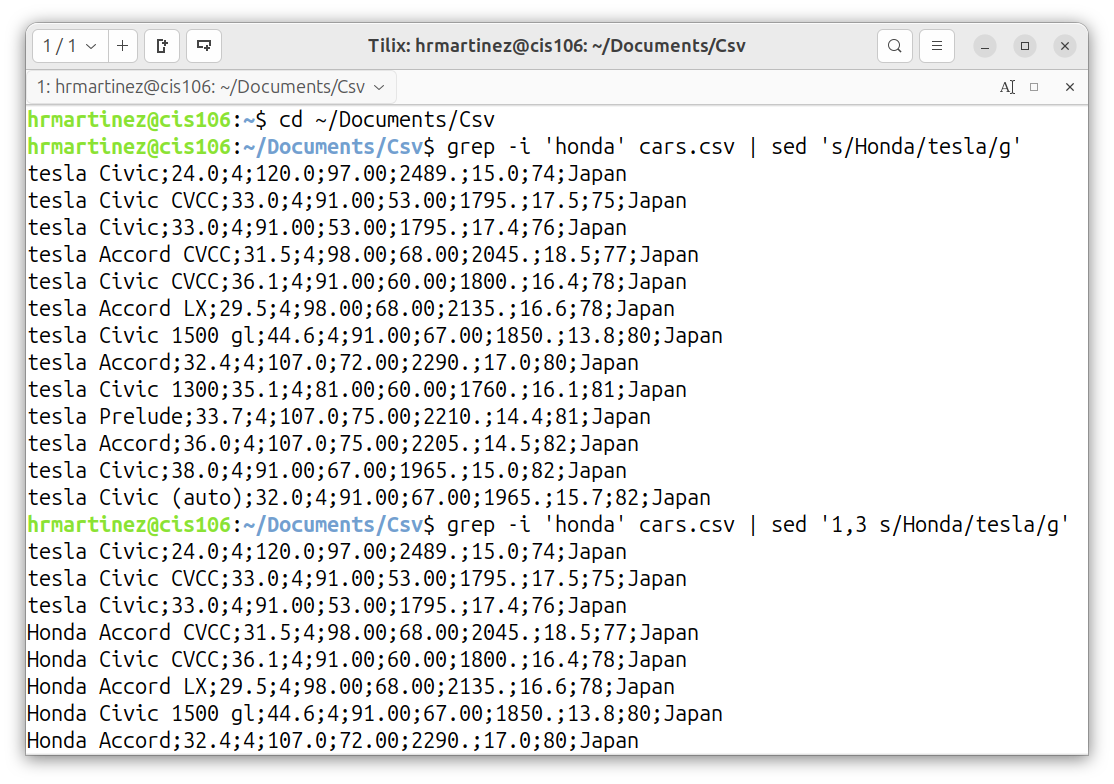 1 / 1
Tilix: hrmartinez@cis106: ~/Documents/Csv
1: hrmartinez@cis106: ~/Documents/Csv
hrmartinez@cis106:~$ cd ~/Documents/Csv
hrmartinez@cis106:~/Documents/Csv$ grep -i 'honda' cars.csv | sed 's/Honda/tesla/g'
tesla Civic;24.0;4;120.0;97.00;2489.;15.0;74;Japan
tesla Civic CVCC;33.0;4;91.00;53.00;1795.;17.5;75;Japan
tesla Civic;33.0;4;91.00;53.00;1795.;17.4;76;Japan
tesla Accord CVCC;31.5;4;98.00;68.00;2045.;18.5;77;Japan
tesla Civic CVCC;36.1;4;91.00;60.00;1800.;16.4;78;Japan
tesla Accord LX;29.5;4;98.00;68.00;2135.;16.6;78;Japan
tesla Civic 1500 gl;44.6;4;91.00;67.00;1850.;13.8;80;Japan
tesla Accord;32.4;4;107.0;72.00;2290.;17.0;80;Japan
tesla Civic 1300;35.1;4;81.00;60.00;1760.;16.1;81;Japan
tesla Prelude;33.7;4;107.0;75.00;2210.;14.4;81;Japan
tesla Accord;36.0;4;107.0;75.00;2205.;14.5;82;Japan
tesla Civic;38.0;4;91.00;67.00;1965.;15.0;82;Japan
tesla Civic (auto);32.0;4;91.00;67.00;1965.;15.7;82;Japan
hrmartinez@cis106:~/Documents/Csv$ grep -i 'honda' cars.csv | sed '1,3 s/Honda/tesla/g'
tesla Civic;24.0;4;120.0;97.00;2489.;15.0;74;Japan
tesla Civic CVCC;33.0;4;91.00;53.00;1795.;17.5;75;Japan
tesla Civic;33.0;4;91.00;53.00;1795.;17.4;76;Japan
Honda Accord CVCC;31.5;4;98.00;68.00;2045.;18.5;77;Japan
Honda Civic CVCC;36.1;4;91.00;60.00;1800.;16.4;78;Japan
Honda Accord LX;29.5;4;98.00;68.00;2135.;16.6;78;Japan
Honda Civic 1500 gl;44.6;4;91.00;67.00;1850.;13.8;80;Japan
Honda Accord;32.4;4;107.0;72.00;2290.;17.0;80;Japan